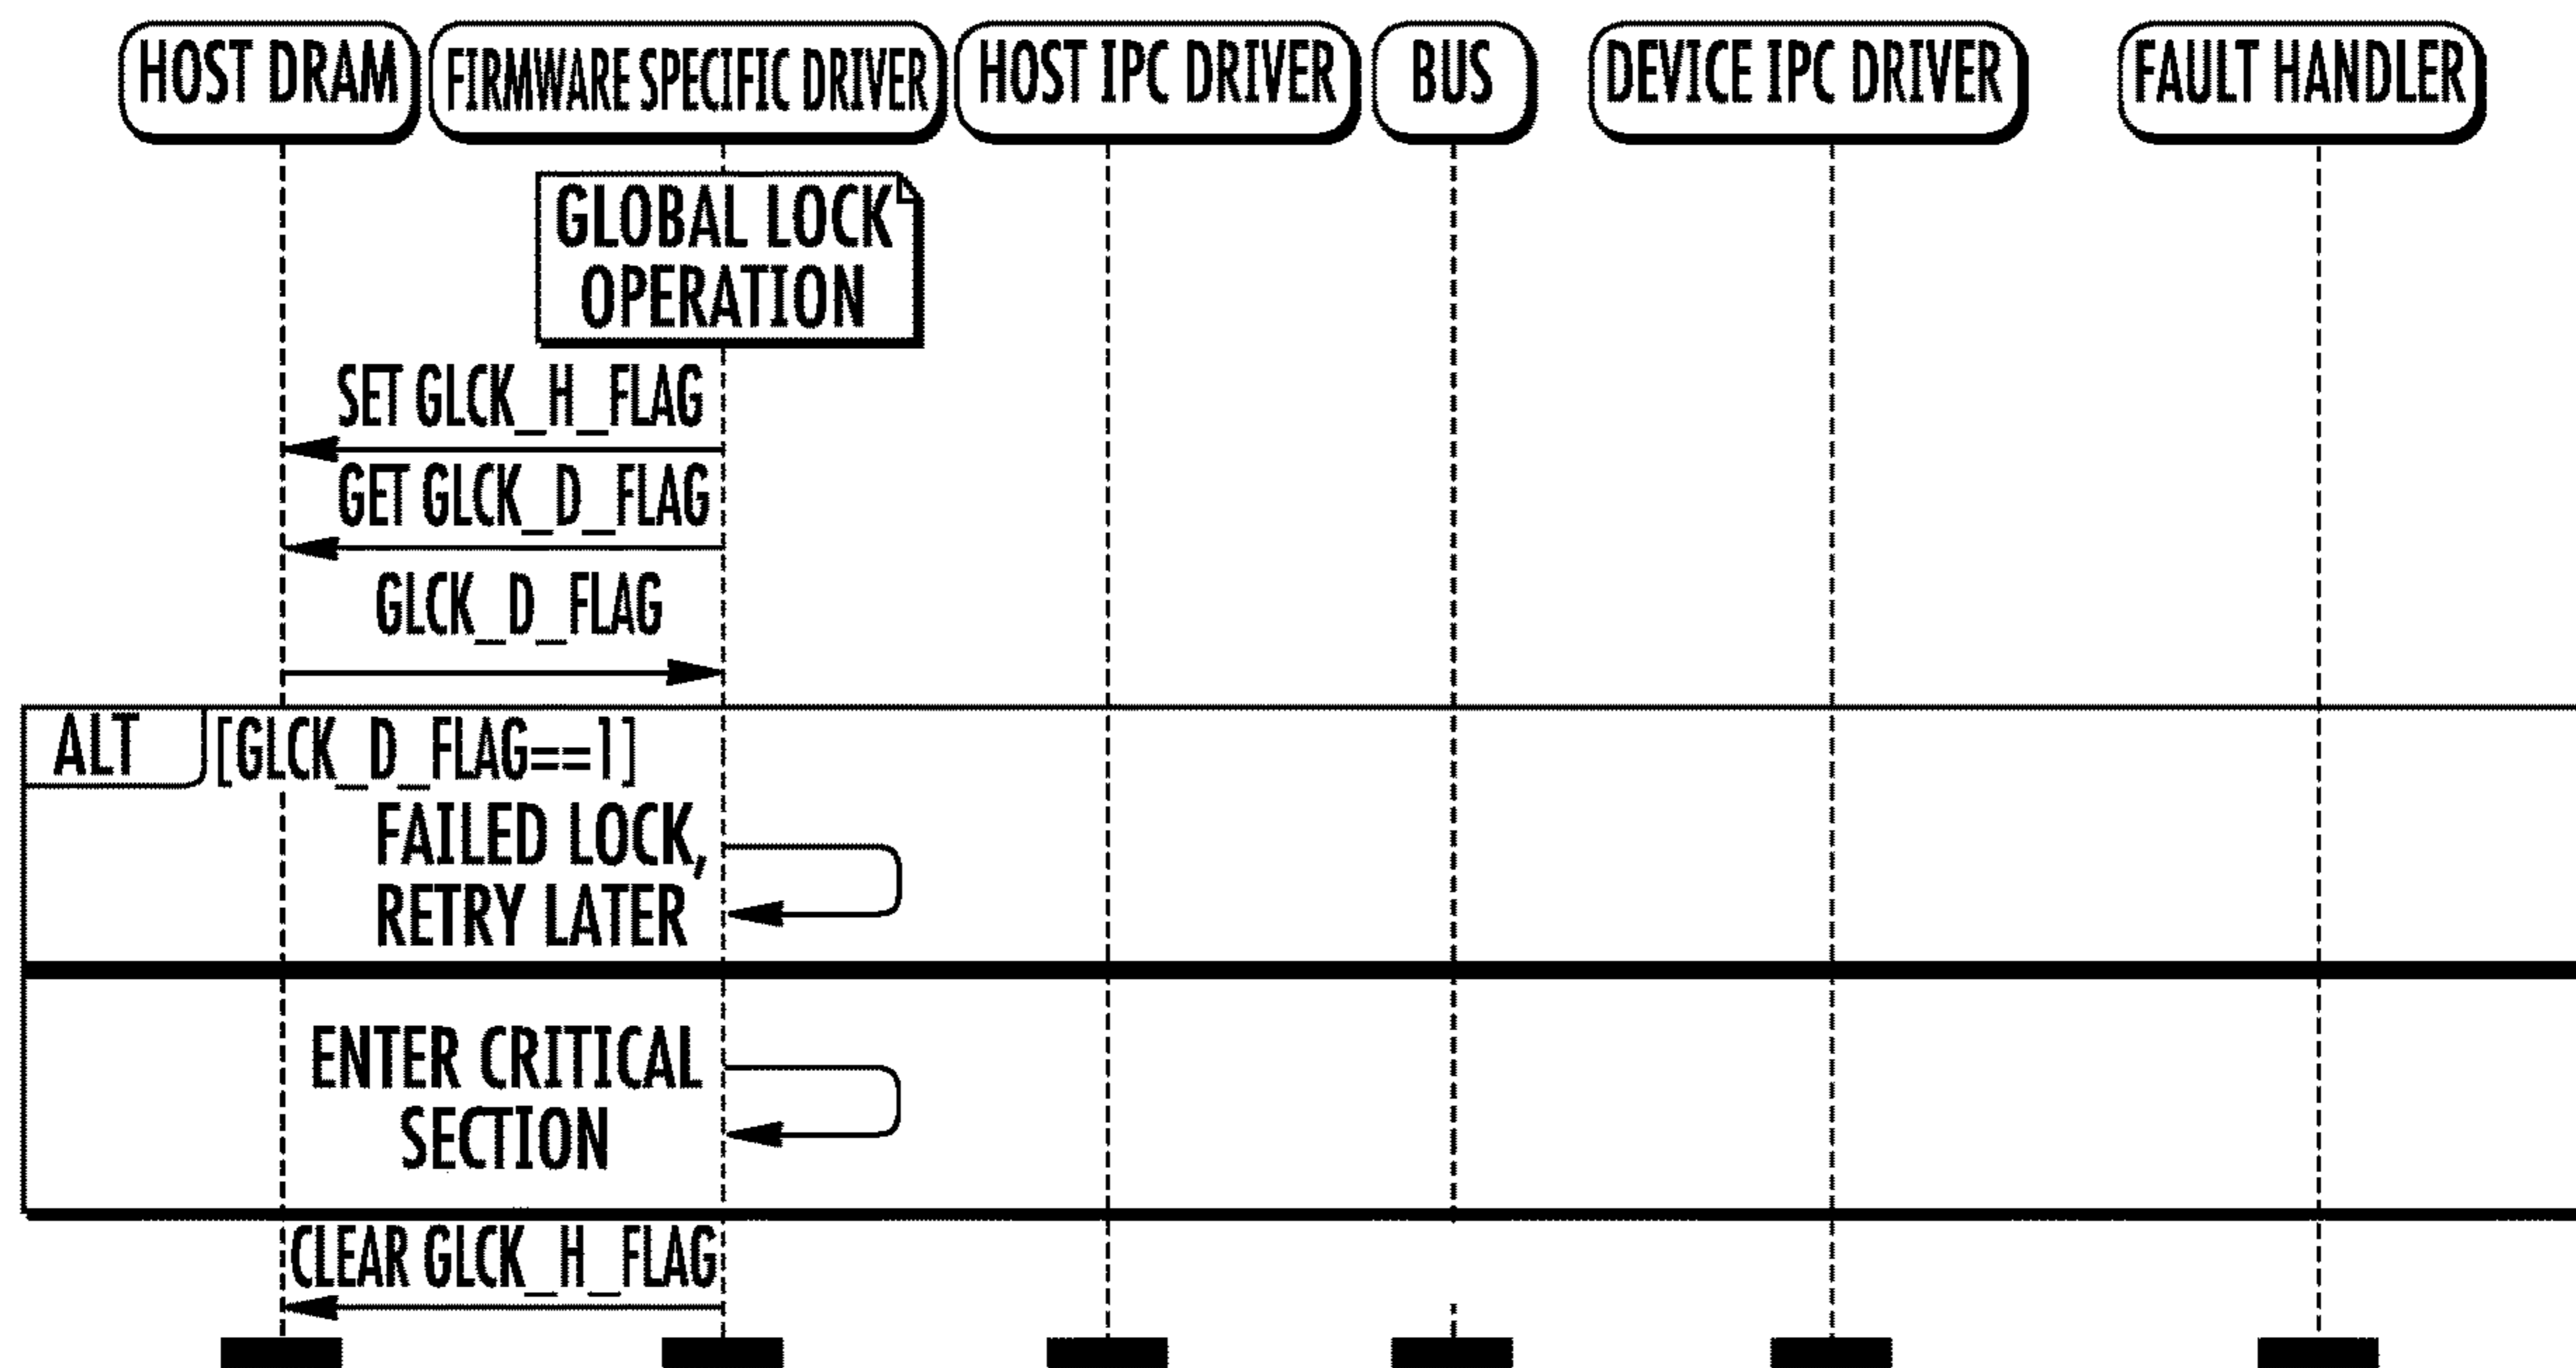 HOST DRAM
FIRMWARE SPECIFIC DRIVER
HOST IPC DRIVER
BUS
DEVICE IPC DRIVER
FAULT HANDLER
GLOBAL LOCK
OPERATION
SET GLCK_H_FLAG
GET GLCK_D_FLAG
GLCK_D_FLAG
ALT
[GLCK_D_FLAG==1]
FAILED LOCK,
RETRY LATER
ENTER CRITICAL
SECTION
CLEAR GLCK_H_FLAG